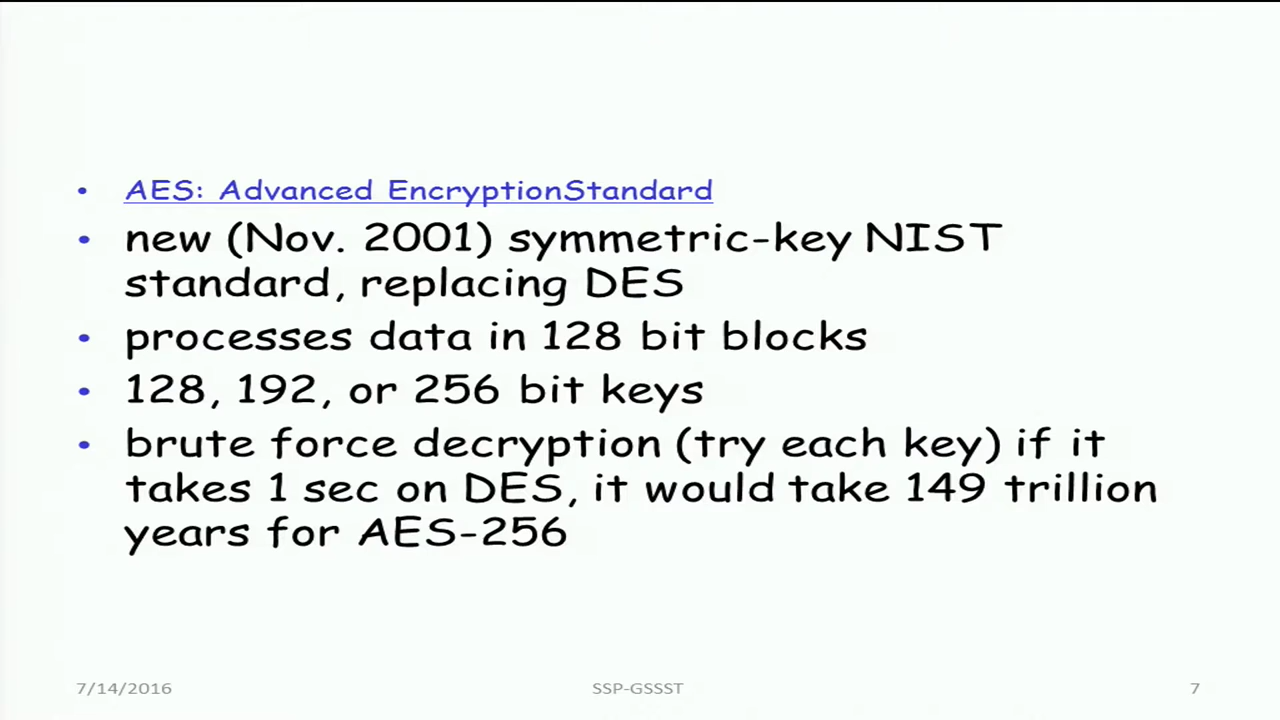 • AES: Advanced EncryptionStandard
• new (Nov. 2001) symmetric-key NIST
standard, replacing DES
• processes data in 128 bit blocks
• 128, 192, or 256 bit keys
• brute force decryption (try each key) if it
takes 1 sec on DES, it would take 149 trillion
years for AES-256
7/14/2016
SSP-GSSST
7